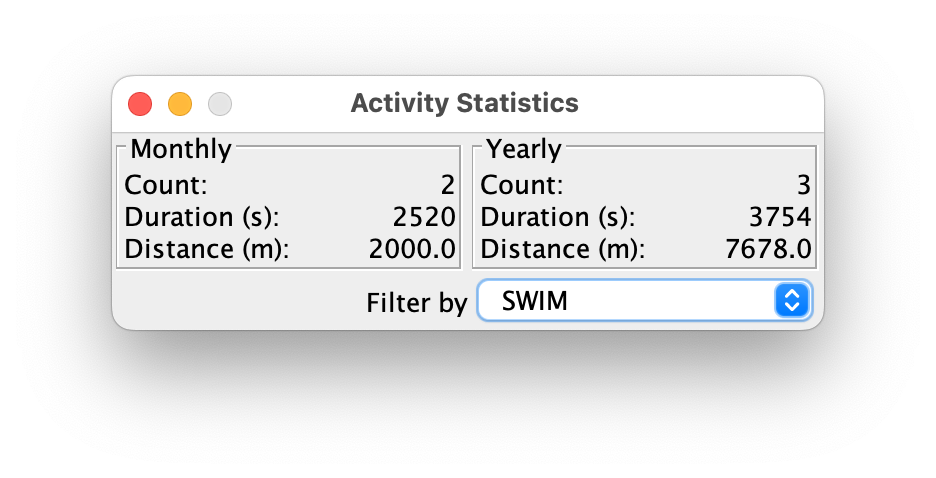 Activity Statistics
Monthly
Count: 2
Duration (s): 2520
Distance (m): 2000.0
Yearly
Count: 3
Duration (s): 3754
Distance (m): 7678.0
Filter by SWIM